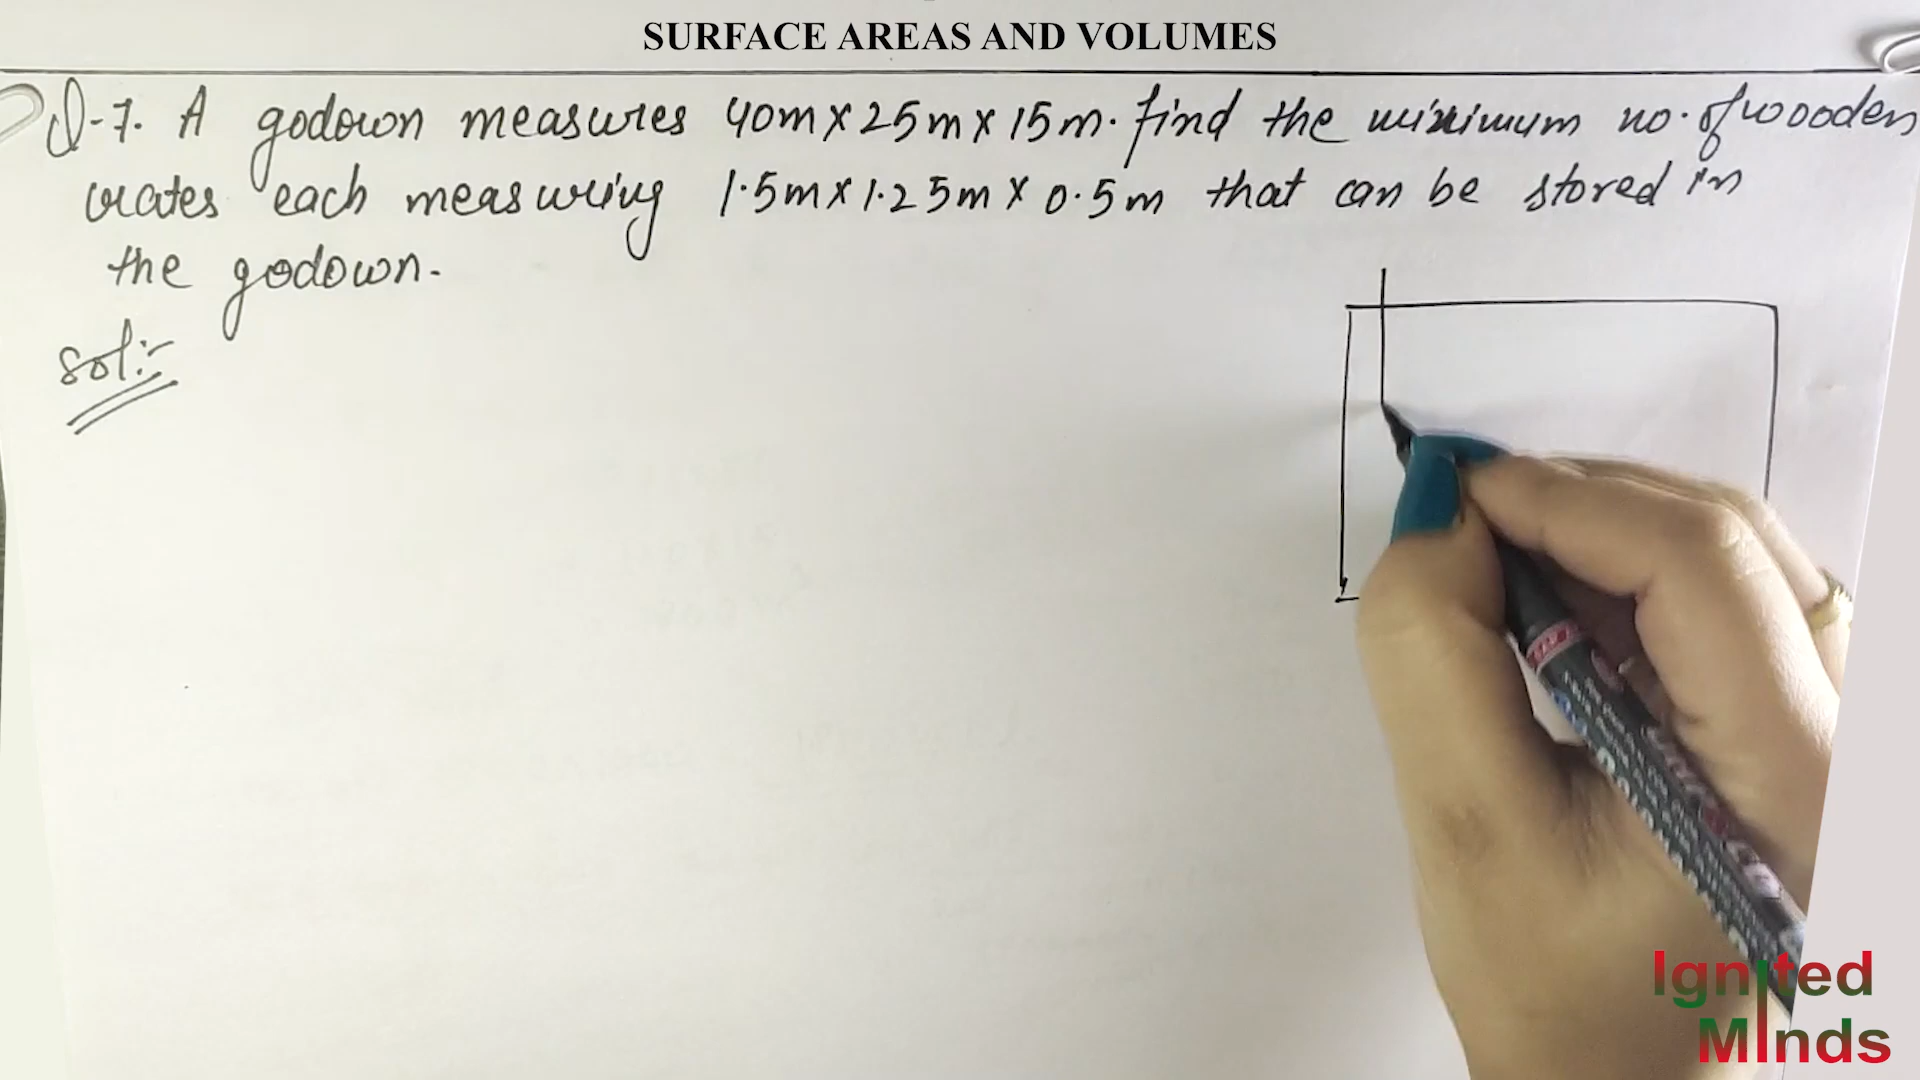 SURFACE AREAS AND VOLUMES
Q-7. A godown measures 40m x 25m x 15m. find the minimum no. of wooden
crates each measuring 1.5m x 1.25m x 0.5m that can be stored in
the godown.
Sol:-
Ignited
Minds